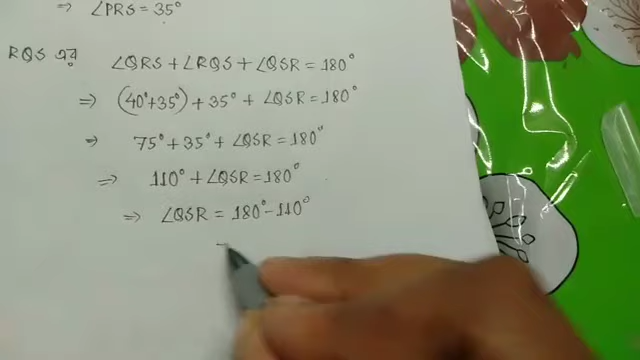 ⇒ ∠PRS = 35°
RQS এর ∠QRS + ∠RQS + ∠QSR = 180°
⇒ (40°+35°) + 35° + ∠QSR = 180°
⇒ 75° + 35° + ∠QSR = 180°
⇒ 110° + ∠QSR = 180°
⇒ ∠QSR = 180° - 110°